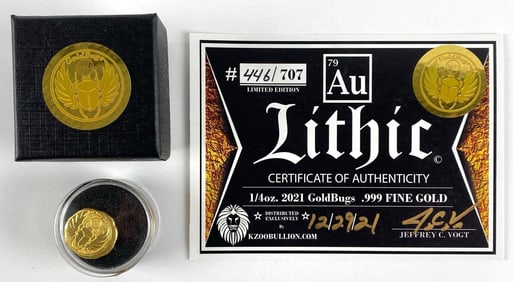 # 446/707
LIMITED EDITION
79
Au
Lithic ©
CERTIFICATE OF AUTHENTICITY
1/4oz. 2021 GoldBugs .999 FINE GOLD
DISTRIBUTED
EXCLUSIVELY
By
KZOOBULLION.COM
12/29/21
JEFFREY C. VOGT